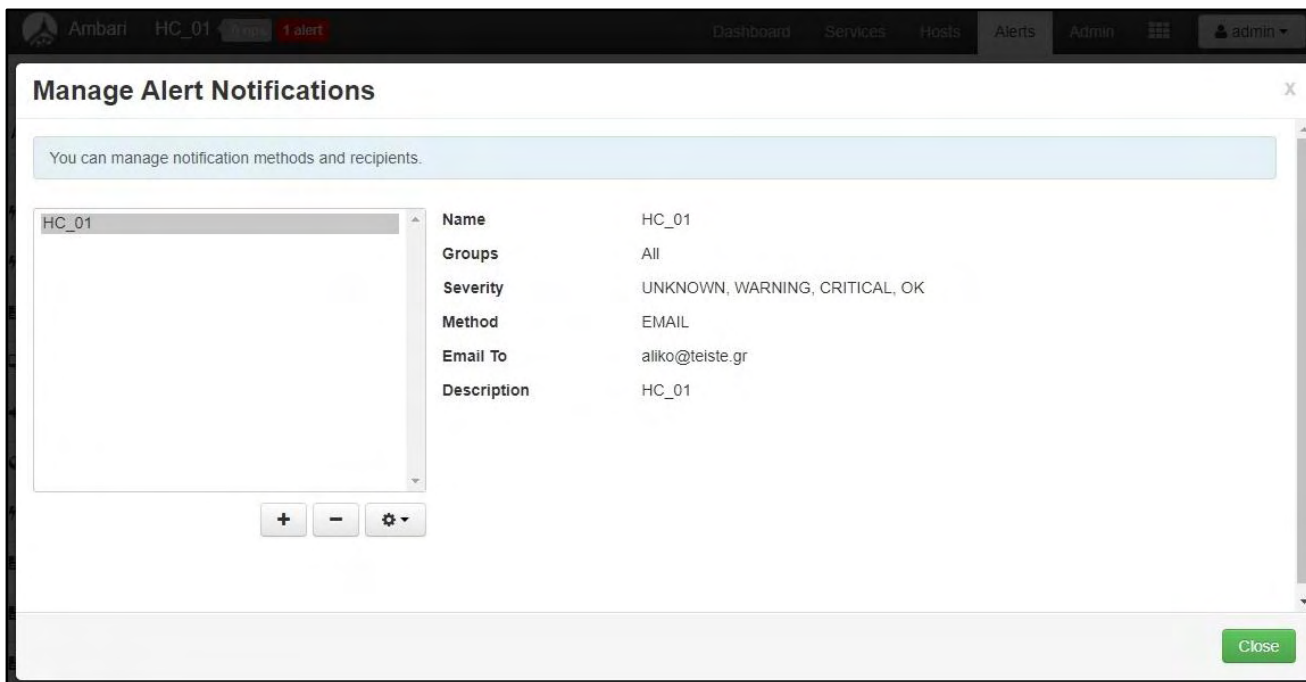 Ambari HC_01 0 ops 1 alert Dashboard Services Hosts Alerts Admin admin
Manage Alert Notifications X
You can manage notification methods and recipients.
HC_01
Name HC_01
Groups All
Severity UNKNOWN, WARNING, CRITICAL, OK
Method EMAIL
Email To aliko@teiste.gr
Description HC_01
Close